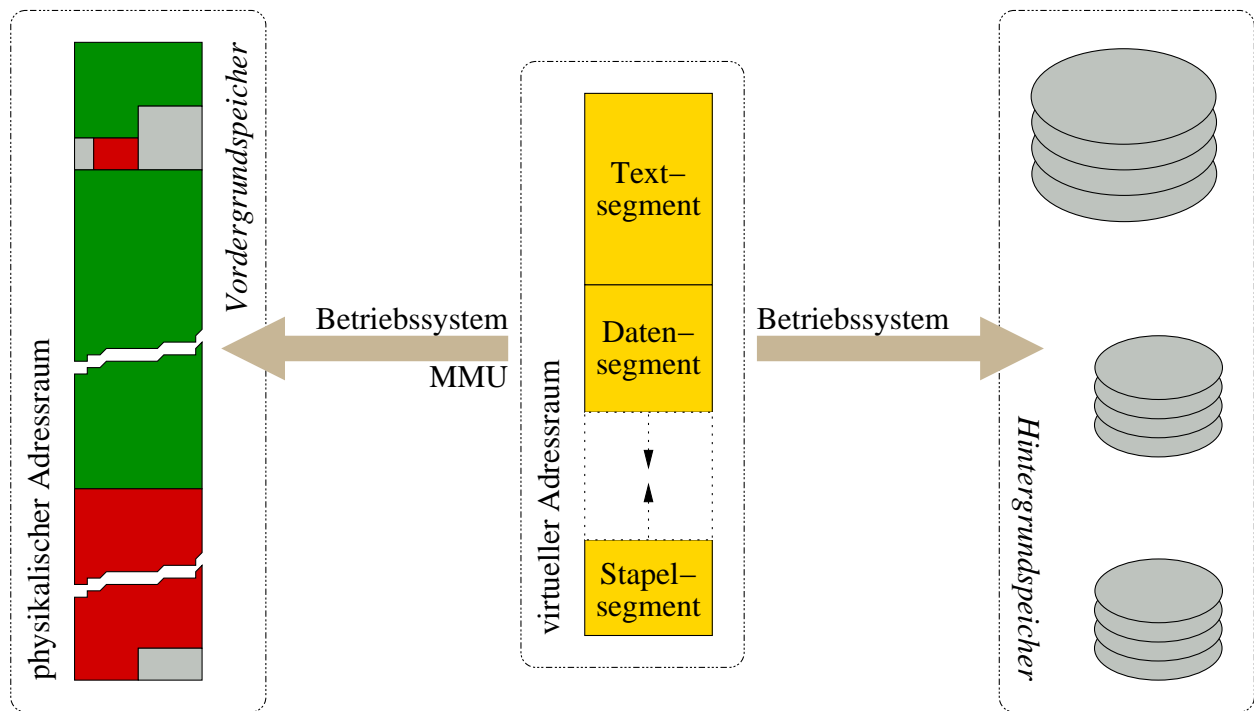 physikalischer Adressraum
Vordergrundspeicher
Betriebssystem
MMU
virtueller Adressraum
Text–
segment
Daten–
segment
Stapel–
segment
Betriebssystem
Hintergrundspeicher